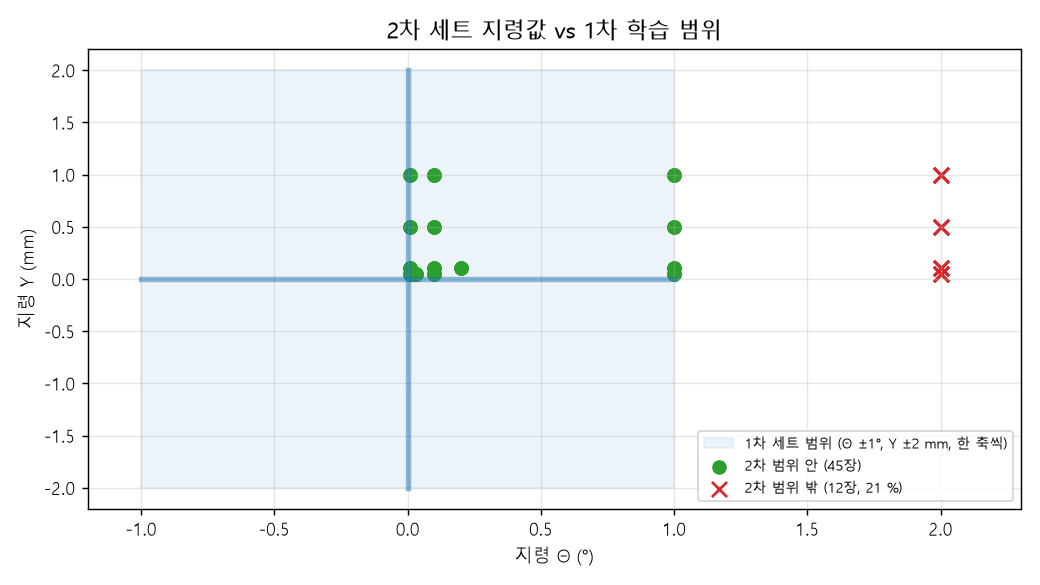 2차 세트 지령값 vs 1차 학습 범위
지령 Y (mm)
2.0
1.5
1.0
0.5
0.0
-0.5
-1.0
-1.5
-2.0
1차 세트 범위 (Θ ±1°, Y ±2 mm, 한 축씩)
2차 범위 안 (45장)
2차 범위 밖 (12장, 21 %)
-1.0 -0.5 0.0 0.5 1.0 1.5 2.0
지령 Θ (°)